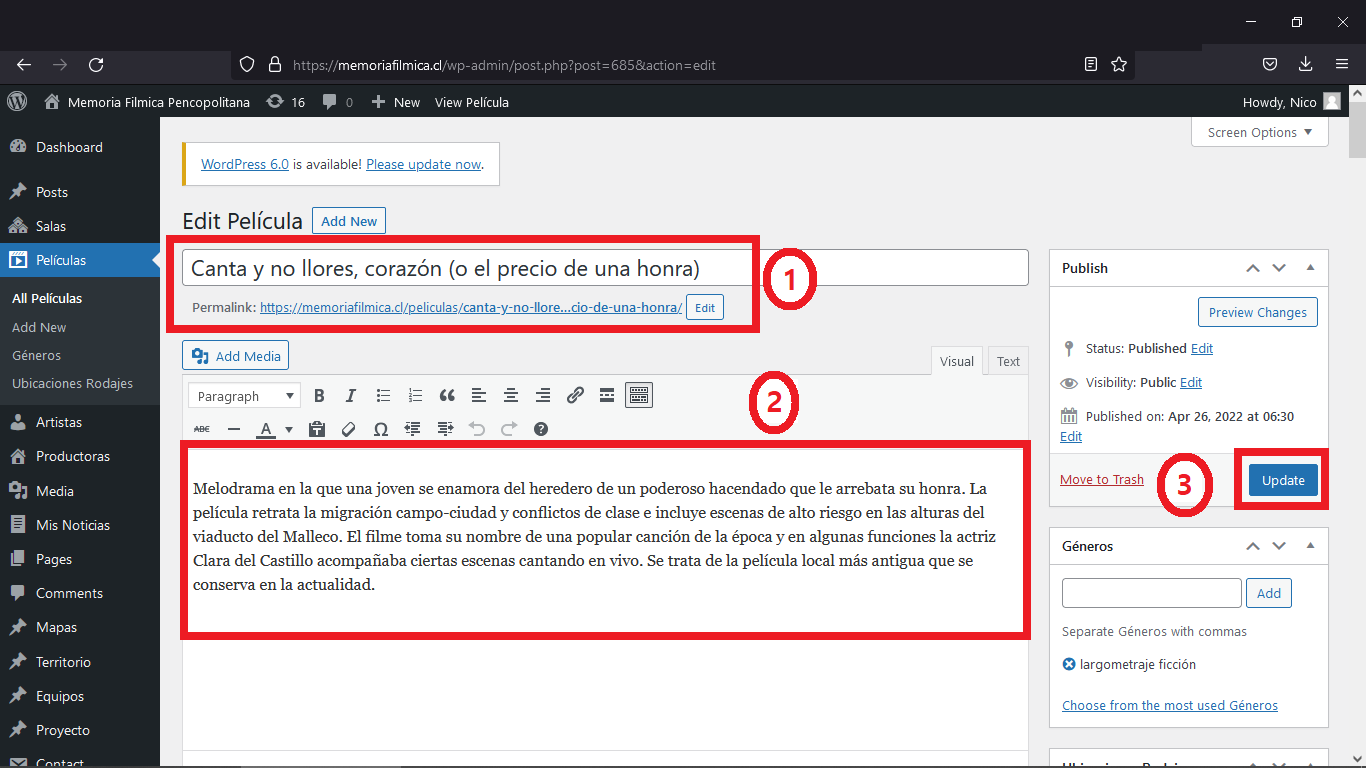 https://memoriafilmica.cl/wp-admin/post.php?post=685&action=edit
Memoria Filmica Pencopolitana 16 0 New View Película Howdy, Nico
Screen Options
Dashboard
Posts
Salas
Películas
All Películas
Add New
Géneros
Ubicaciones Rodajes
Artistas
Productoras
Media
Mis Noticias
Pages
Comments
Mapas
Territorio
Equipos
Proyecto
Contact
WordPress 6.0 is available! Please update now.
Edit Película Add New
Canta y no llores, corazón (o el precio de una honra)
1
Permalink: https://memoriafilmica.cl/peliculas/canta-y-no-llore...cio-de-una-honra/ Edit
Add Media
Visual Text
Paragraph B I
2
ABC A
Melodrama en la que una joven se enamora del heredero de un poderoso hacendado que le arrebata su honra. La
película retrata la migración campo-ciudad y conflictos de clase e incluye escenas de alto riesgo en las alturas del
viaducto del Malleco. El filme toma su nombre de una popular canción de la época y en algunas funciones la actriz
Clara del Castillo acompañaba ciertas escenas cantando en vivo. Se trata de la película local más antigua que se
conserva en la actualidad.
Publish
Preview Changes
Status: Published Edit
Visibility: Public Edit
Published on: Apr 26, 2022 at 06:30
Edit
Move to Trash 3 Update
Géneros
Add
Separate Géneros with commas
largometraje ficción
Choose from the most used Géneros